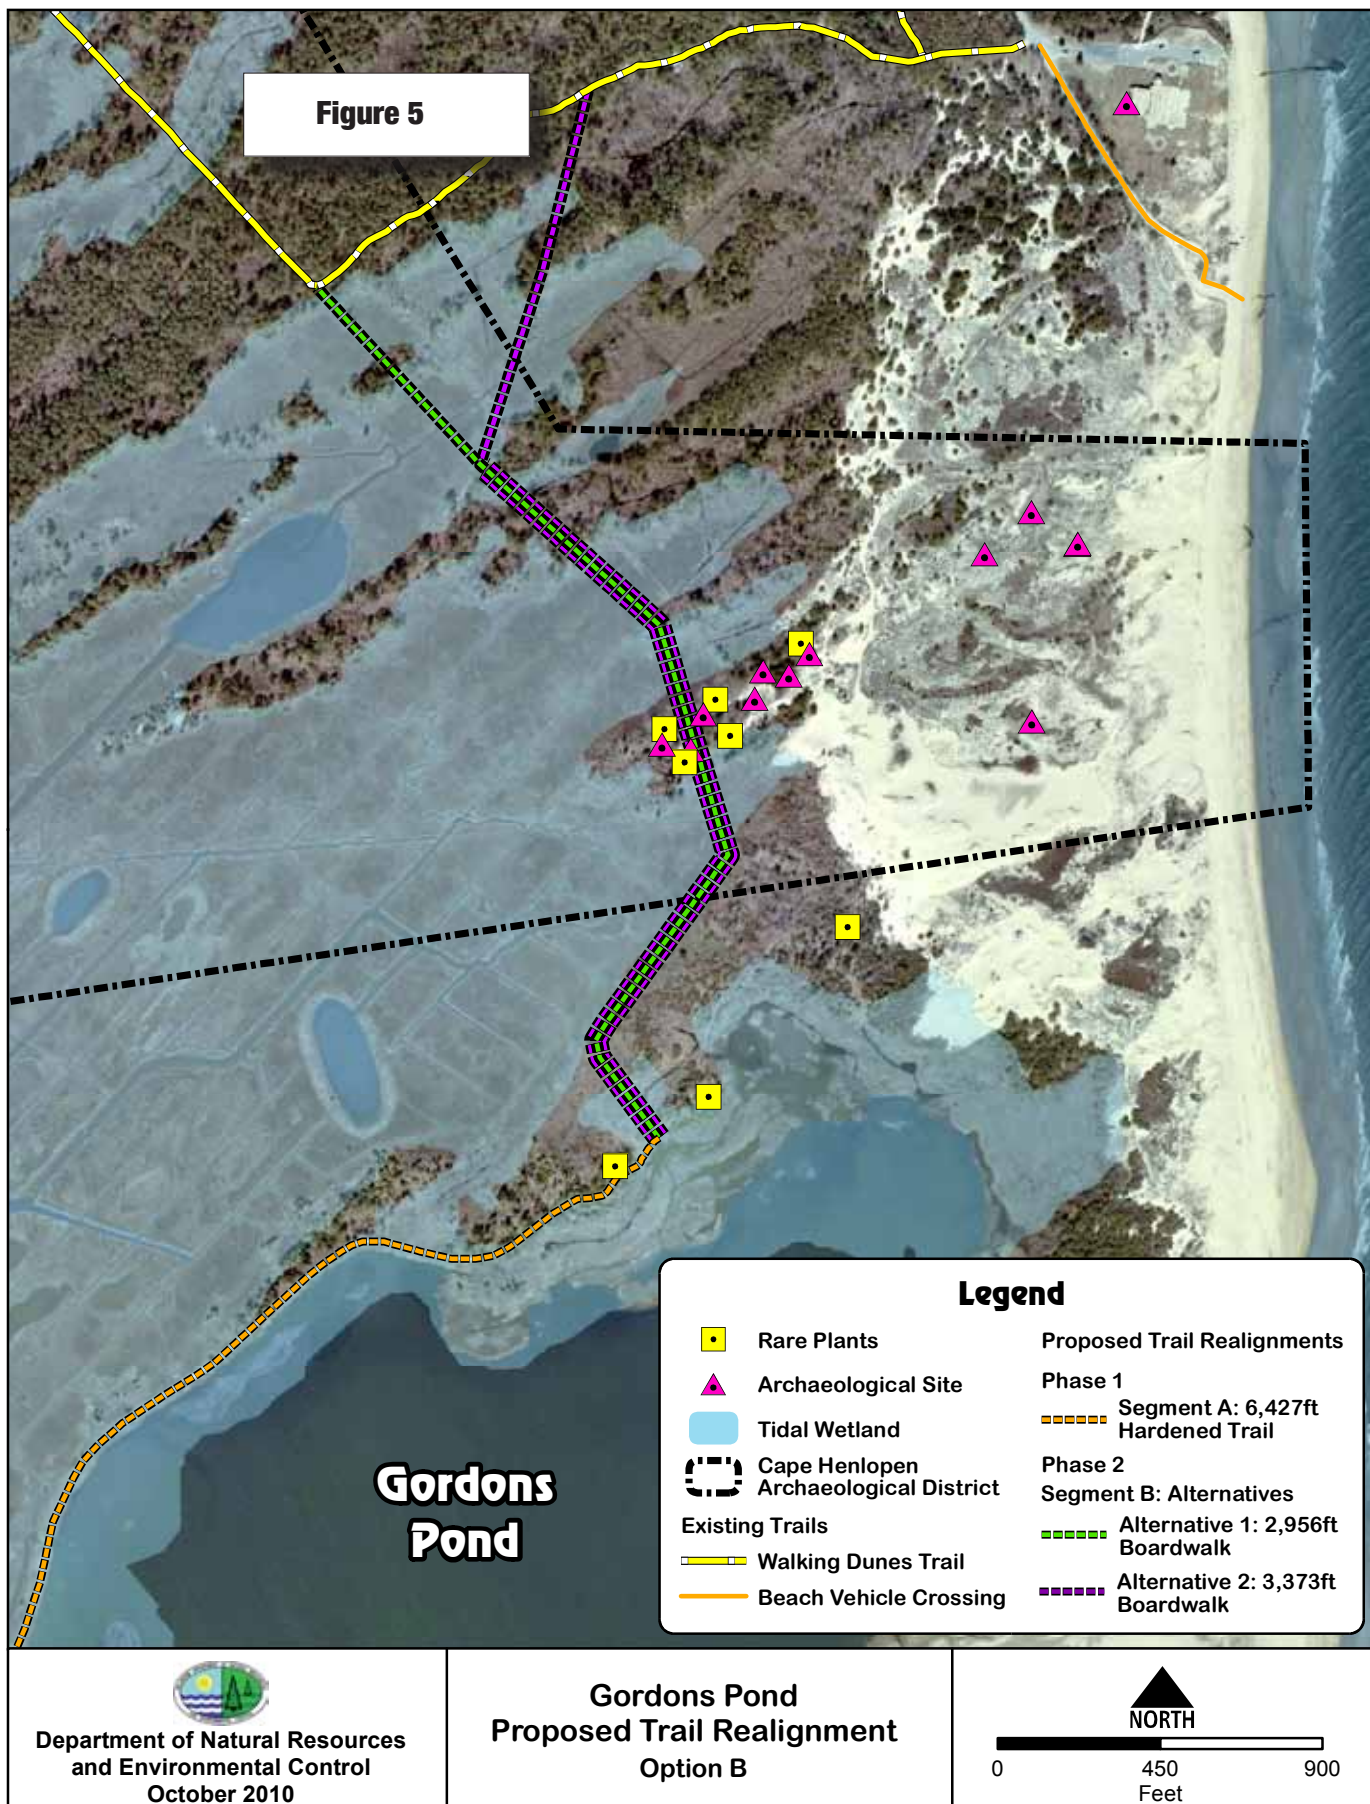 Figure 5
Gordons
Pond
Legend
Rare Plants
Archaeological Site
Tidal Wetland
Cape Henlopen
Archaeological District
Existing Trails
Walking Dunes Trail
Beach Vehicle Crossing
Proposed Trail Realignments
Phase 1
Segment A: 6,427ft
Hardened Trail
Phase 2
Segment B: Alternatives
Alternative 1: 2,956ft
Boardwalk
Alternative 2: 3,373ft
Boardwalk
Department of Natural Resources
and Environmental Control
October 2010
Gordons Pond
Proposed Trail Realignment
Option B
NORTH
0 450 900
Feet